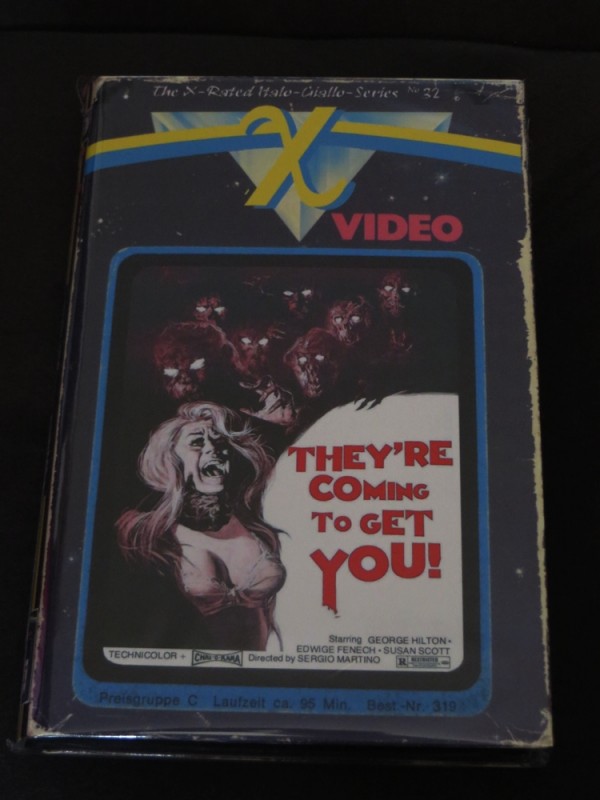 The X-Rated Italo-Giallo-Series Nr 32
X
VIDEO
THEY'RE
COMING
TO GET
YOU!
Starring GEORGE HILTON •
EDWIGE FENECH • SUSAN SCOTT
TECHNICOLOR + Directed by SERGIO MARTINO
R
Preisgruppe C Laufzeit ca. 95 Min. Best.-Nr. 319